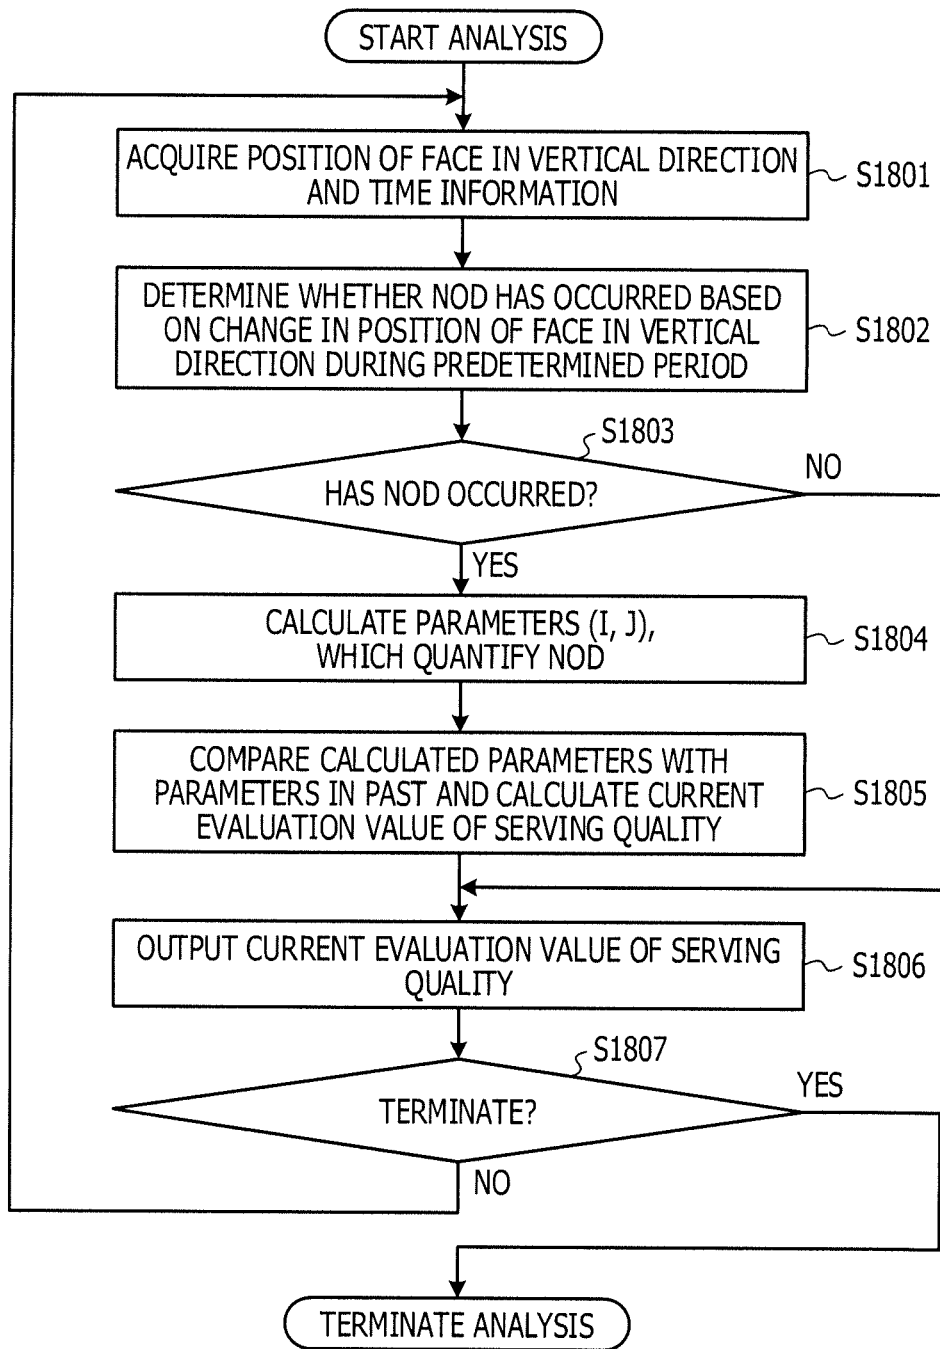 START ANALYSIS
ACQUIRE POSITION OF FACE IN VERTICAL DIRECTION
AND TIME INFORMATION
S1801
DETERMINE WHETHER NOD HAS OCCURRED BASED
ON CHANGE IN POSITION OF FACE IN VERTICAL
DIRECTION DURING PREDETERMINED PERIOD
S1802
S1803
HAS NOD OCCURRED?
NO
YES
CALCULATE PARAMETERS (I, J),
WHICH QUANTIFY NOD
S1804
COMPARE CALCULATED PARAMETERS WITH
PARAMETERS IN PAST AND CALCULATE CURRENT
EVALUATION VALUE OF SERVING QUALITY
S1805
OUTPUT CURRENT EVALUATION VALUE OF SERVING
QUALITY
S1806
S1807
TERMINATE?
YES
NO
TERMINATE ANALYSIS